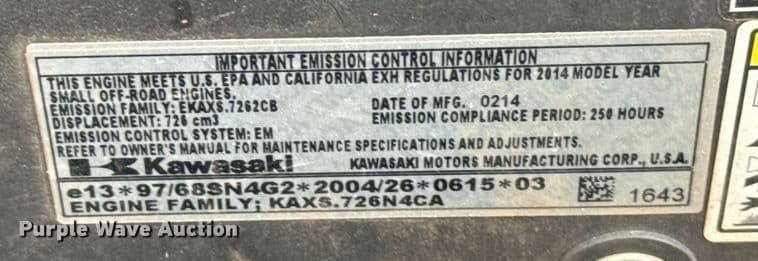 IMPORTANT EMISSION CONTROL INFORMATION
THIS ENGINE MEETS U.S. EPA AND CALIFORNIA EXH REGULATIONS FOR 2014 MODEL YEAR
SMALL OFF-ROAD ENGINES.
EMISSION FAMILY: EKAXS.7262CB DATE OF MFG. 0214
DISPLACEMENT: 726 cm3 EMISSION COMPLIANCE PERIOD: 250 HOURS
EMISSION CONTROL SYSTEM: EM
REFER TO OWNER'S MANUAL FOR MAINTENANCE SPECIFICATIONS AND ADJUSTMENTS.
Kawasaki KAWASAKI MOTORS MANUFACTURING CORP., U.S.A.
e13*97/68SN4G2*2004/26*0615*03
ENGINE FAMILY; KAXS.726N4CA 1643
Purple Wave Auction